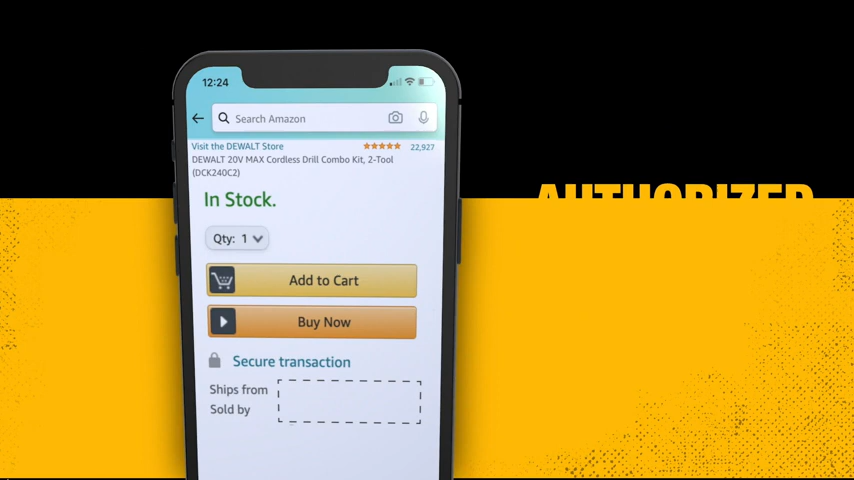 12:24
Search Amazon
Visit the DEWALT Store 22,927
DEWALT 20V MAX Cordless Drill Combo Kit, 2-Tool
(DCK240C2)
In Stock.
Qty: 1
Add to Cart
Buy Now
Secure transaction
Ships from
Sold by
AUTHORIZED